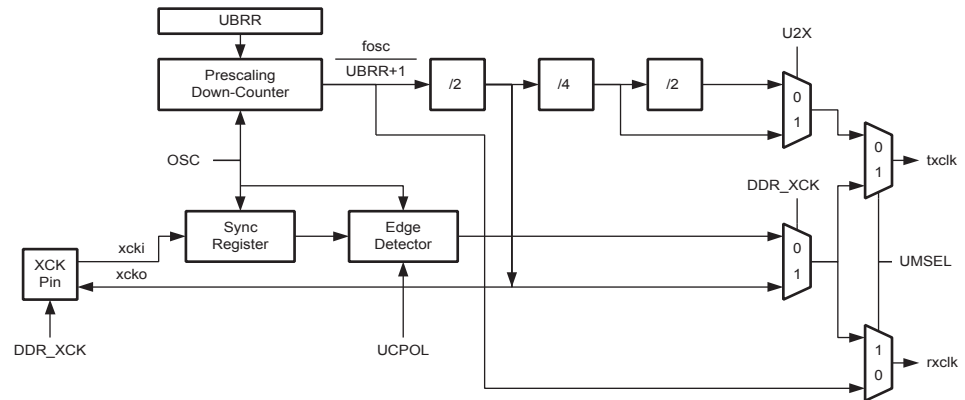 UBRR
U2X
fosc
UBRR+1
Prescaling
Down-Counter
/2
/4
/2
0
1
OSC
0
1
txclk
DDR_XCK
Sync
Register
Edge
Detector
xcki
0
1
XCK
Pin
xcko
UMSEL
DDR_XCK
UCPOL
1
0
rxclk